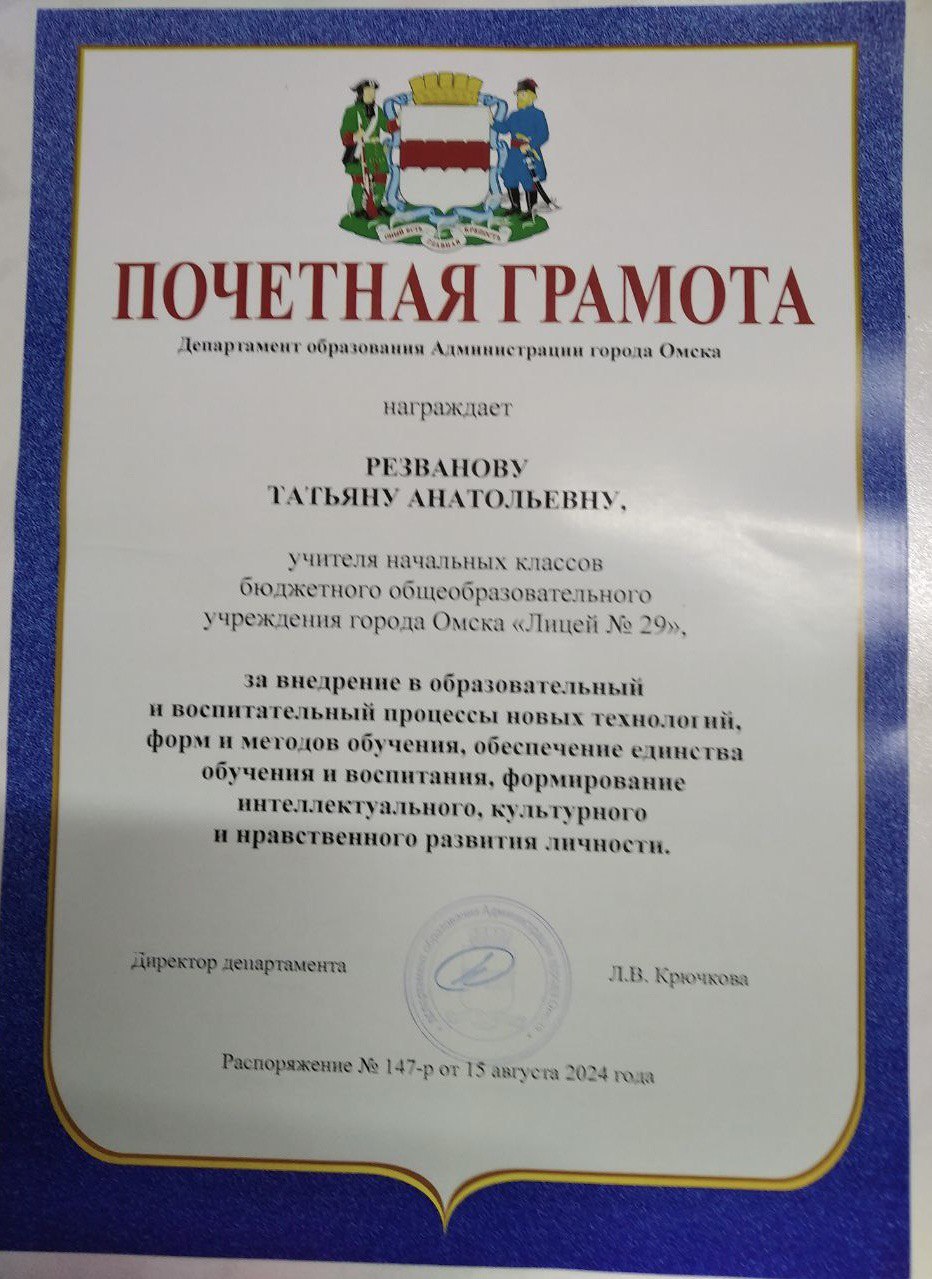 ПОЧЕТНАЯ ГРАМОТА
Департамент образования Администрации города Омска
награждает
РЕЗВАНОВУ
ТАТЬЯНУ АНАТОЛЬЕВНУ,
учителя начальных классов
бюджетного общеобразовательного
учреждения города Омска «Лицей № 29»,
за внедрение в образовательный
и воспитательный процессы новых технологий,
форм и методов обучения, обеспечение единства
обучения и воспитания, формирование
интеллектуального, культурного
и нравственного развития личности.
Директор департамента
Л.В. Крючкова
Распоряжение № 147-р от 15 августа 2024 года